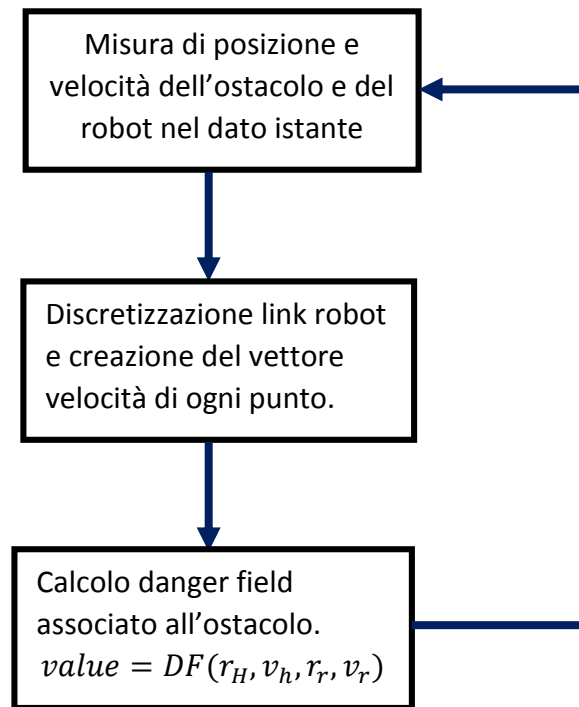 Misura di posizione e
velocità dell’ostacolo e del
robot nel dato istante
Discretizzazione link robot
e creazione del vettore
velocità di ogni punto.
Calcolo danger field
associato all’ostacolo.
𝑣𝑎𝑙𝑢𝑒 = 𝐷𝐹(𝑟_𝐻, 𝑣_ℎ, 𝑟_𝑟, 𝑣_𝑟)